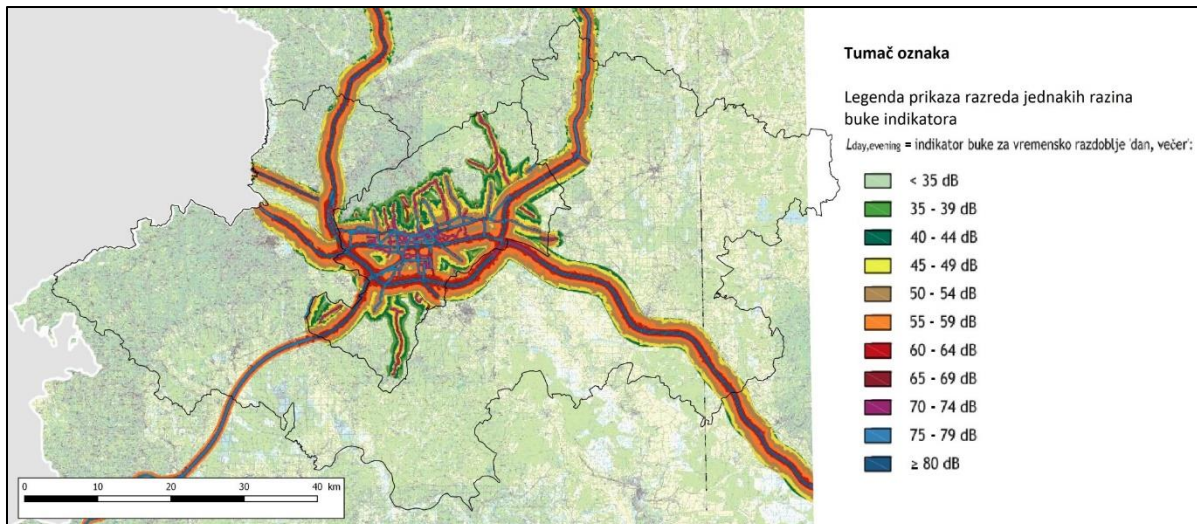 Tumač oznaka
Legenda prikaza razreda jednakih razina
buke indikatora
Lday,evening = indikator buke za vremensko razdoblje 'dan, večer':
< 35 dB
35 - 39 dB
40 - 44 dB
45 - 49 dB
50 - 54 dB
55 - 59 dB
60 - 64 dB
65 - 69 dB
70 - 74 dB
75 - 79 dB
≥ 80 dB
0 10 20 30 40 km